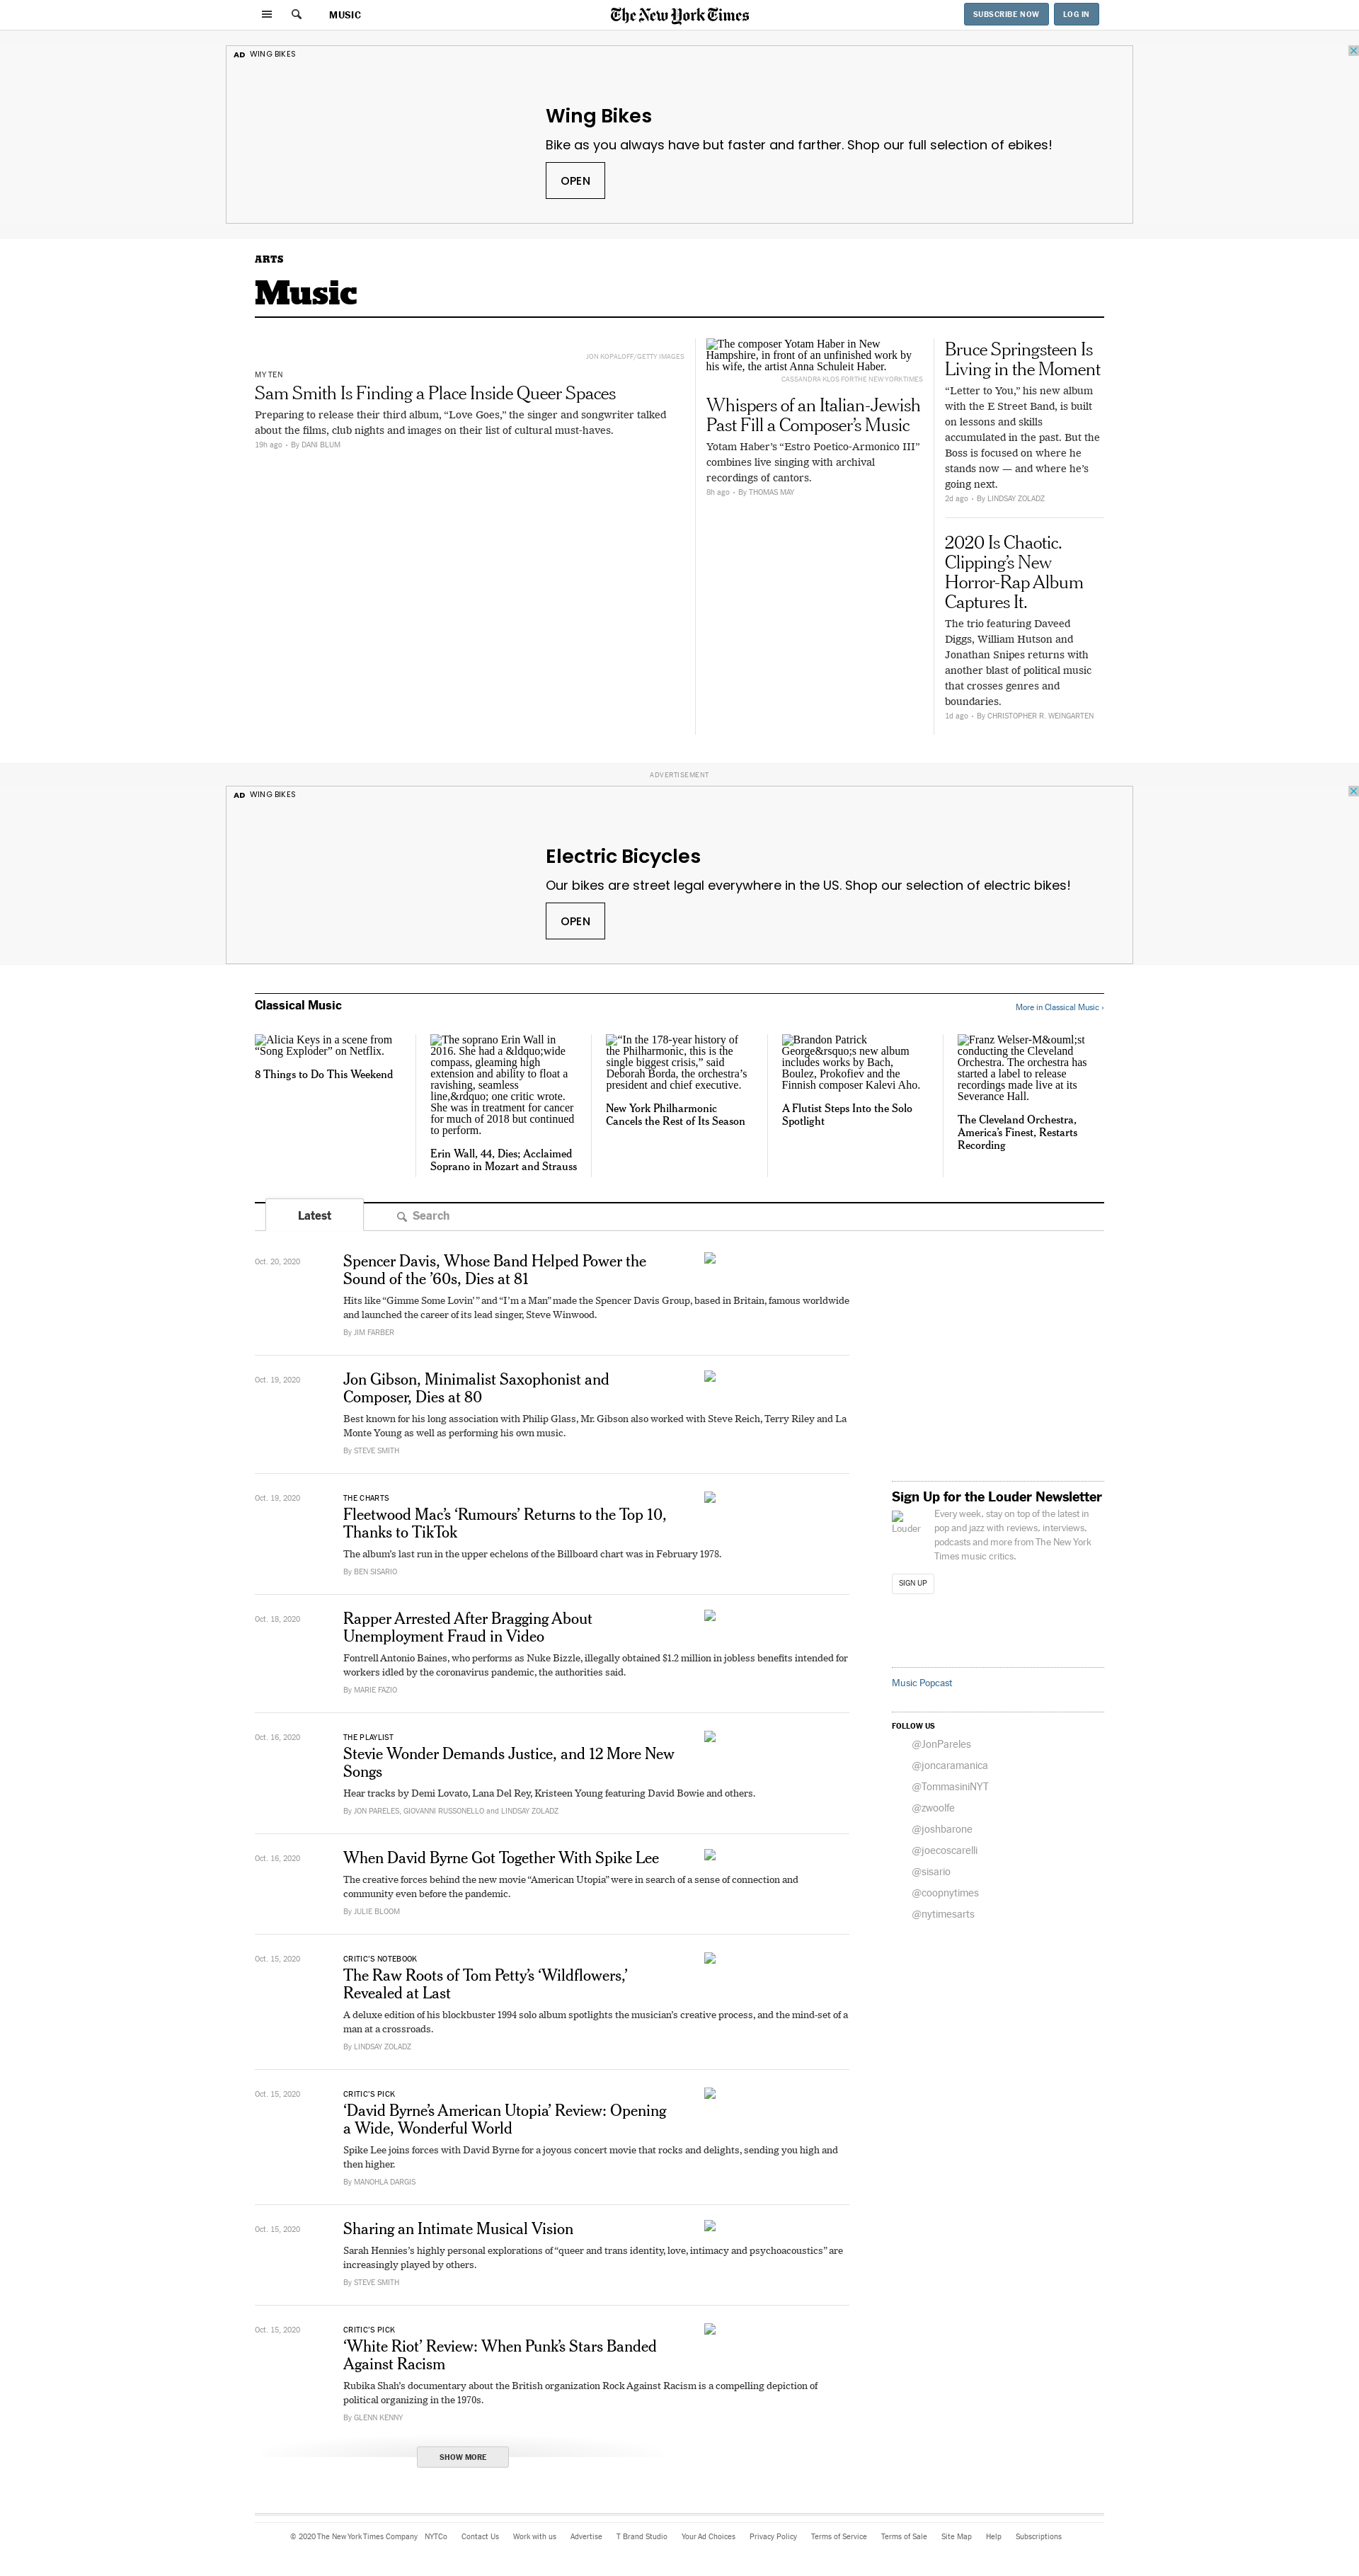 MUSIC
The New York Times
SUBSCRIBE NOW
LOG IN
AD WING BIKES
Wing Bikes
Bike as you always have but faster and farther. Shop our full selection of ebikes!
OPEN
ARTS
Music
JON KOPALOFF/GETTY IMAGES
MY TEN
Sam Smith Is Finding a Place Inside Queer Spaces
Preparing to release their third album, “Love Goes,” the singer and songwriter talked
about the films, club nights and images on their list of cultural must-haves.
19h ago • By DANI BLUM
The composer Yotam Haber in New
Hampshire, in front of an unfinished work by
his wife, the artist Anna Schuleit Haber.
CASSANDRA KLOS FOR THE NEW YORK TIMES
Whispers of an Italian-Jewish
Past Fill a Composer’s Music
Yotam Haber’s “Estro Poetico-Armonico III”
combines live singing with archival
recordings of cantors.
8h ago • By THOMAS MAY
Bruce Springsteen Is
Living in the Moment
“Letter to You,” his new album
with the E Street Band, is built
on lessons and skills
accumulated in the past. But the
Boss is focused on where he
stands now — and where he’s
going next.
2d ago • By LINDSAY ZOLADZ
2020 Is Chaotic.
Clipping’s New
Horror-Rap Album
Captures It.
The trio featuring Daveed
Diggs, William Hutson and
Jonathan Snipes returns with
another blast of political music
that crosses genres and
boundaries.
1d ago • By CHRISTOPHER R. WEINGARTEN
ADVERTISEMENT
AD WING BIKES
Electric Bicycles
Our bikes are street legal everywhere in the US. Shop our selection of electric bikes!
OPEN
Classical Music
More in Classical Music ›
Alicia Keys in a scene from
“Song Exploder” on Netflix.
8 Things to Do This Weekend
The soprano Erin Wall in
2016. She had a &ldquo;wide
compass, gleaming high
extension and ability to float a
ravishing, seamless
line,&rdquo; one critic wrote.
She was in treatment for cancer
for much of 2018 but continued
to perform.
Erin Wall, 44, Dies; Acclaimed
Soprano in Mozart and Strauss
“In the 178-year history of
the Philharmonic, this is the
single biggest crisis,” said
Deborah Borda, the orchestra’s
president and chief executive.
New York Philharmonic
Cancels the Rest of Its Season
Brandon Patrick
George&rsquo;s new album
includes works by Bach,
Boulez, Prokofiev and the
Finnish composer Kalevi Aho.
A Flutist Steps Into the Solo
Spotlight
Franz Welser-M&ouml;st
conducting the Cleveland
Orchestra. The orchestra has
started a label to release
recordings made live at its
Severance Hall.
The Cleveland Orchestra,
America’s Finest, Restarts
Recording
Latest
Search
Oct. 20, 2020
Spencer Davis, Whose Band Helped Power the
Sound of the ’60s, Dies at 81
Hits like “Gimme Some Lovin’ ” and “I’m a Man” made the Spencer Davis Group, based in Britain, famous worldwide
and launched the career of its lead singer, Steve Winwood.
By JIM FARBER
Oct. 19, 2020
Jon Gibson, Minimalist Saxophonist and
Composer, Dies at 80
Best known for his long association with Philip Glass, Mr. Gibson also worked with Steve Reich, Terry Riley and La
Monte Young as well as performing his own music.
By STEVE SMITH
Oct. 19, 2020
THE CHARTS
Fleetwood Mac’s ‘Rumours’ Returns to the Top 10,
Thanks to TikTok
The album’s last run in the upper echelons of the Billboard chart was in February 1978.
By BEN SISARIO
Oct. 18, 2020
Rapper Arrested After Bragging About
Unemployment Fraud in Video
Fontrell Antonio Baines, who performs as Nuke Bizzle, illegally obtained $1.2 million in jobless benefits intended for
workers idled by the coronavirus pandemic, the authorities said.
By MARIE FAZIO
Oct. 16, 2020
THE PLAYLIST
Stevie Wonder Demands Justice, and 12 More New
Songs
Hear tracks by Demi Lovato, Lana Del Rey, Kristeen Young featuring David Bowie and others.
By JON PARELES, GIOVANNI RUSSONELLO and LINDSAY ZOLADZ
Oct. 16, 2020
When David Byrne Got Together With Spike Lee
The creative forces behind the new movie “American Utopia” were in search of a sense of connection and
community even before the pandemic.
By JULIE BLOOM
Oct. 15, 2020
CRITIC’S NOTEBOOK
The Raw Roots of Tom Petty’s ‘Wildflowers,’
Revealed at Last
A deluxe edition of his blockbuster 1994 solo album spotlights the musician’s creative process, and the mind-set of a
man at a crossroads.
By LINDSAY ZOLADZ
Oct. 15, 2020
CRITIC’S PICK
‘David Byrne’s American Utopia’ Review: Opening
a Wide, Wonderful World
Spike Lee joins forces with David Byrne for a joyous concert movie that rocks and delights, sending you high and
then higher.
By MANOHLA DARGIS
Oct. 15, 2020
Sharing an Intimate Musical Vision
Sarah Hennies’s highly personal explorations of “queer and trans identity, love, intimacy and psychoacoustics” are
increasingly played by others.
By STEVE SMITH
Oct. 15, 2020
CRITIC’S PICK
‘White Riot’ Review: When Punk’s Stars Banded
Against Racism
Rubika Shah’s documentary about the British organization Rock Against Racism is a compelling depiction of
political organizing in the 1970s.
By GLENN KENNY
SHOW MORE
Sign Up for the Louder Newsletter
Louder
Every week, stay on top of the latest in
pop and jazz with reviews, interviews,
podcasts and more from The New York
Times music critics.
SIGN UP
Music Popcast
FOLLOW US
@JonPareles
@joncaramanica
@TommasiniNYT
@zwoolfe
@joshbarone
@joecoscarelli
@sisario
@coopnytimes
@nytimesarts
© 2020 The New York Times Company NYTCo Contact Us Work with us Advertise T Brand Studio Your Ad Choices Privacy Policy Terms of Service Terms of Sale Site Map Help Subscriptions